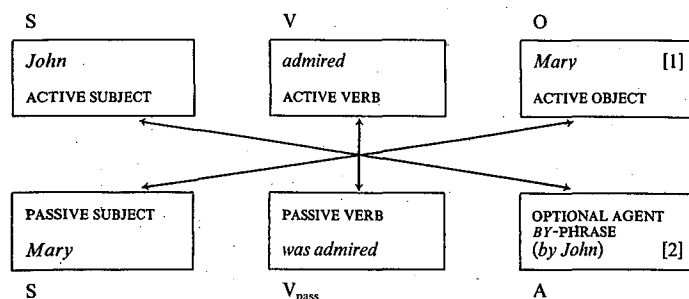 S V O
John admired Mary [1]
ACTIVE SUBJECT ACTIVE VERB ACTIVE OBJECT
PASSIVE SUBJECT PASSIVE VERB OPTIONAL AGENT
BY-PHRASE
Mary was admired (by John) [2]
S Vpass A